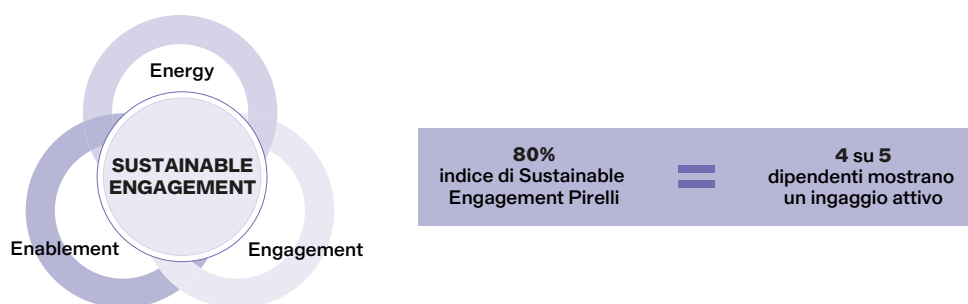 Energy
SUSTAINABLE
ENGAGEMENT
Enablement
Engagement
80%
indice di Sustainable
Engagement Pirelli
4 su 5
dipendenti mostrano
un ingaggio attivo